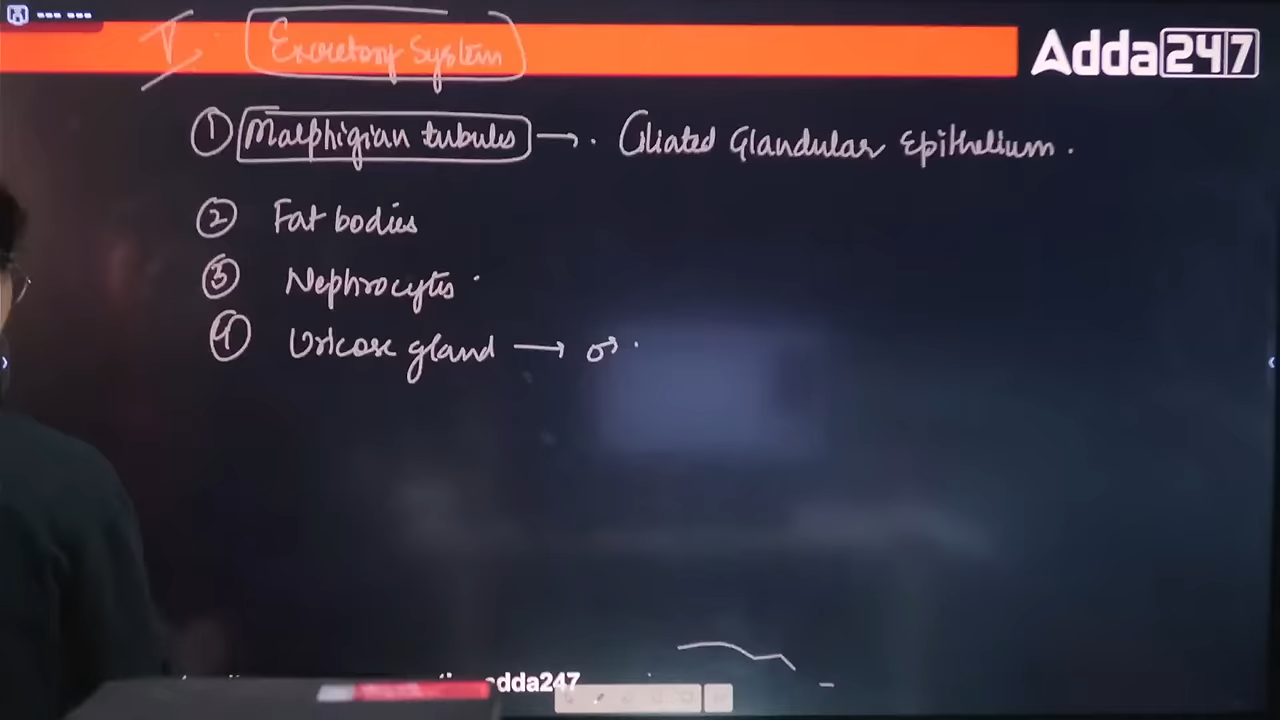 V. Excretory System
Adda247
① Malphigian tubules → . Ciliated Glandular Epithelium .
② Fat bodies
③ Nephrocytes .
④ Uricose gland → ♂ .
adda247